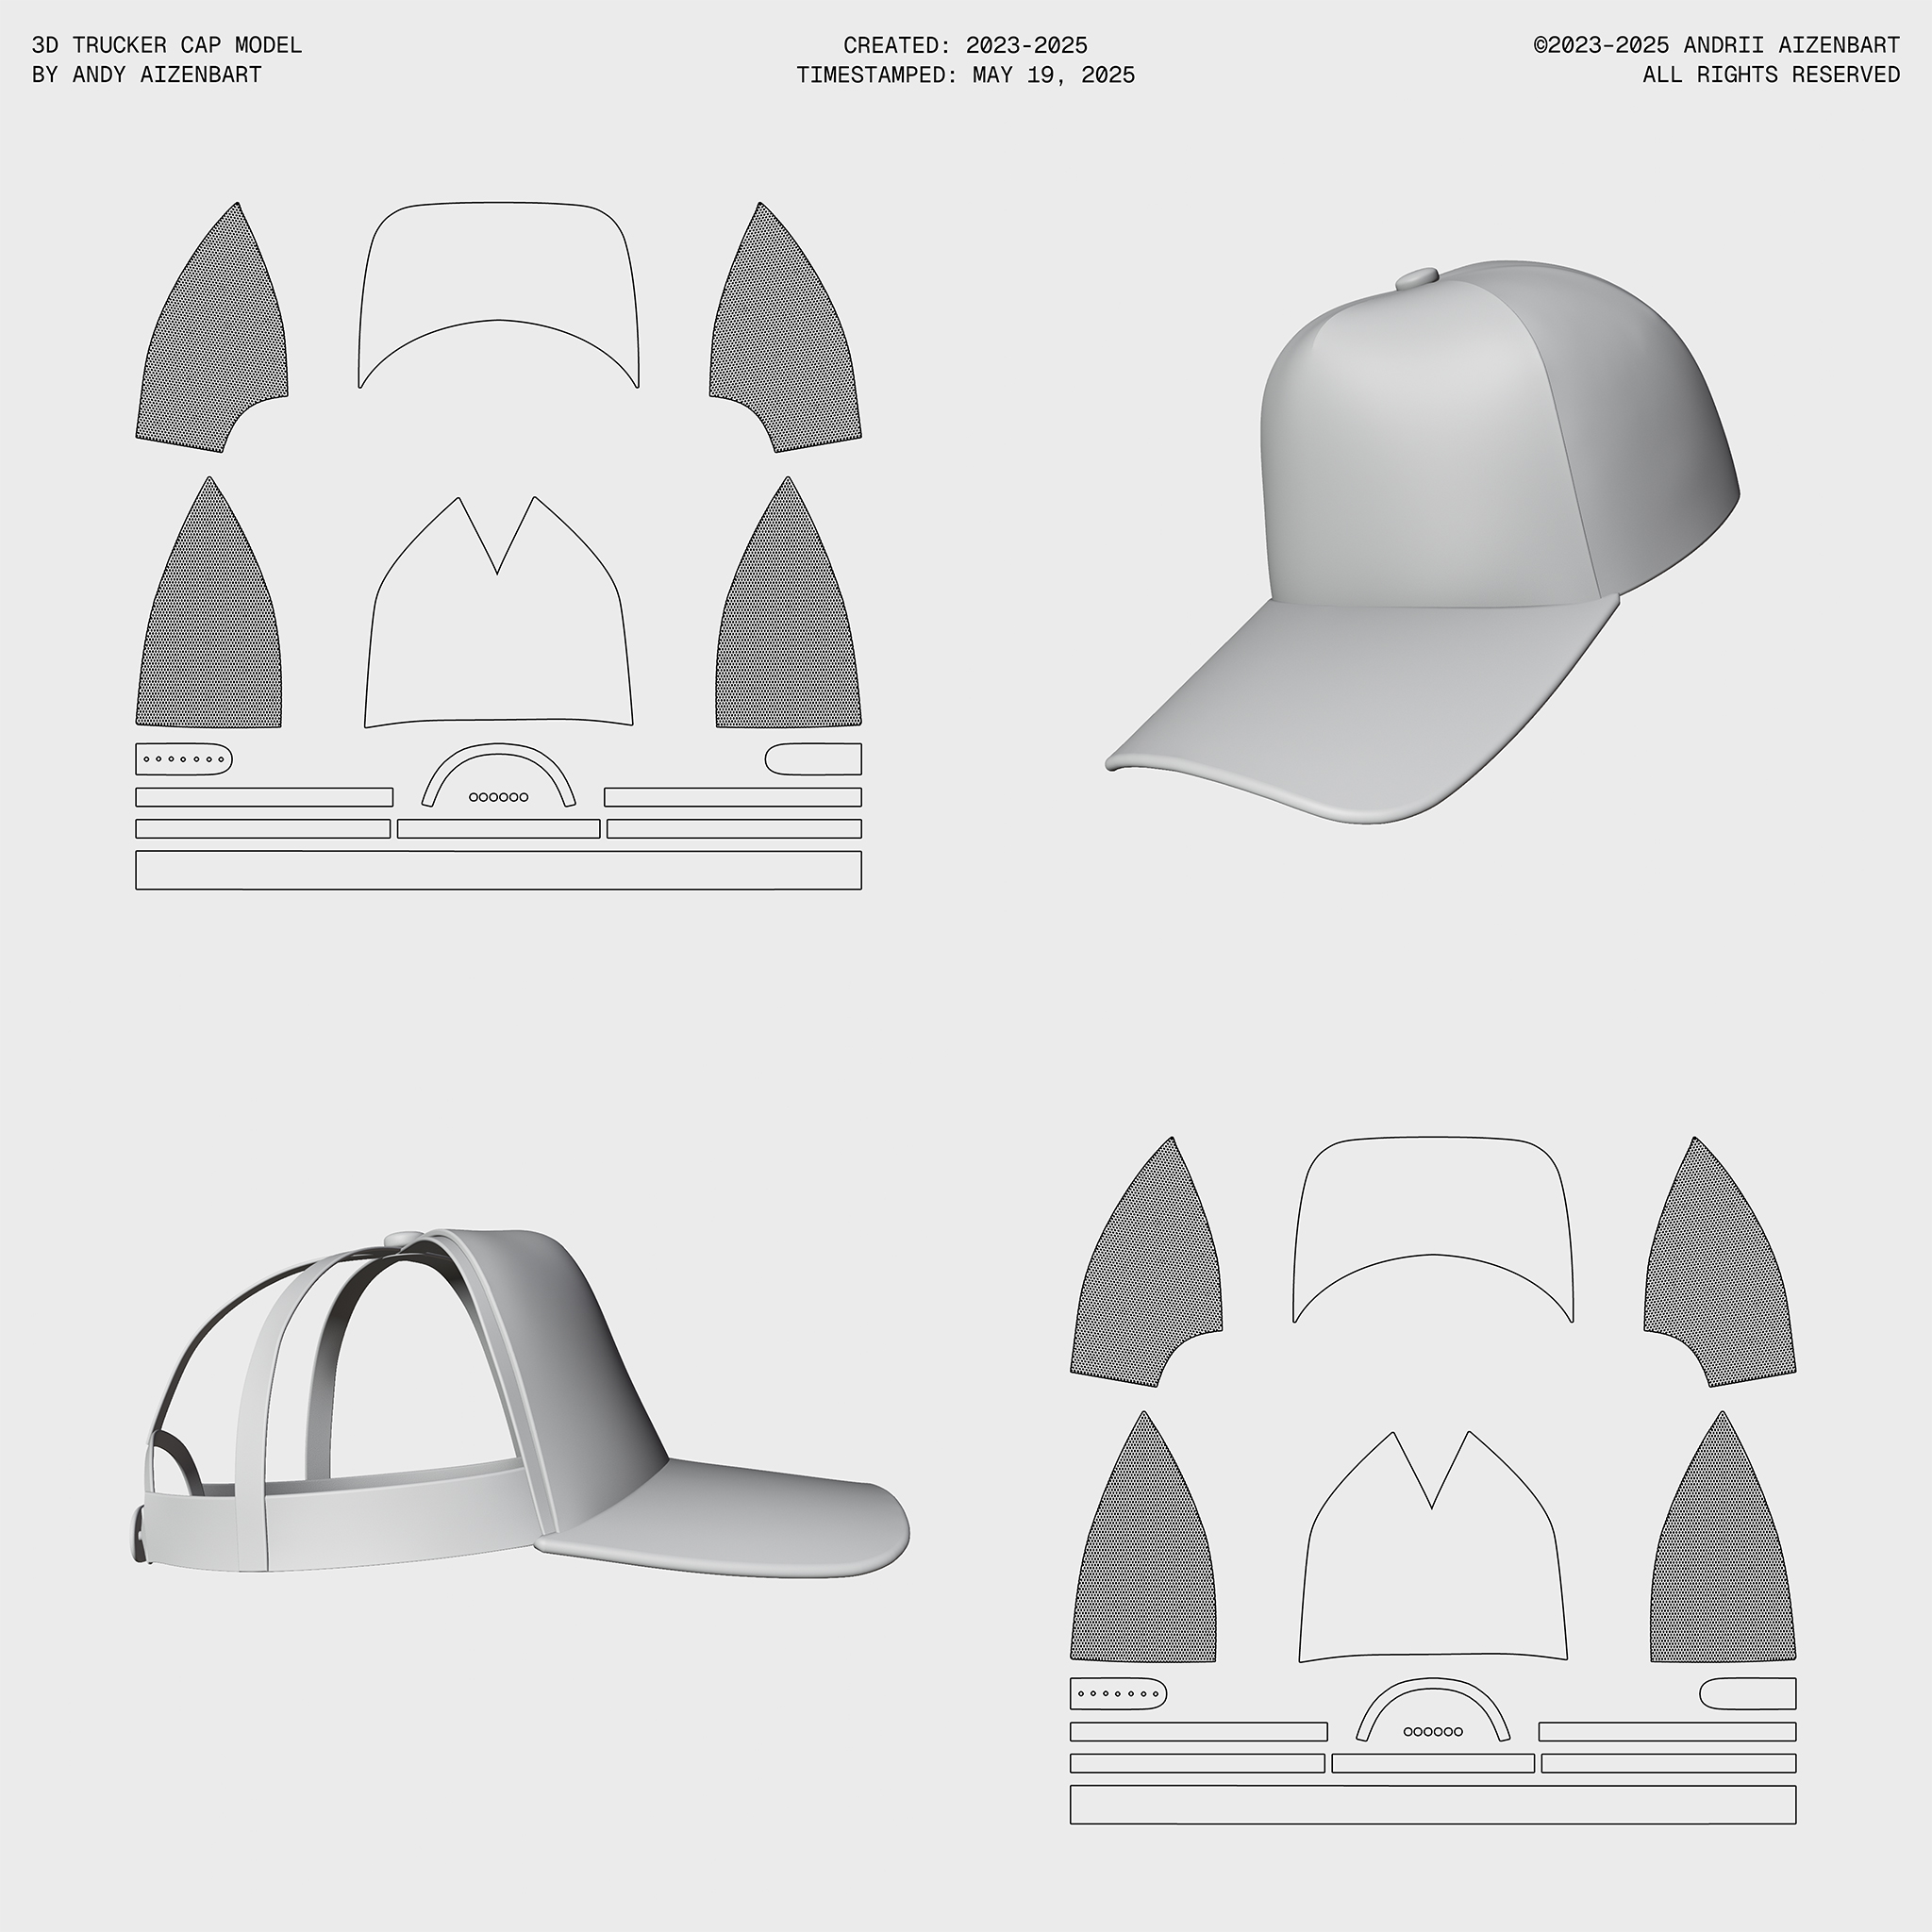 3D TRUCKER CAP MODEL
BY ANDY AIZENBART
CREATED: 2023-2025
TIMESTAMPED: MAY 19, 2025
©2023-2025 ANDRII AIZENBART
ALL RIGHTS RESERVED